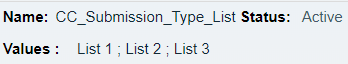 Name: CC_Submission_Type_List Status: Active
Values : List 1 ; List 2 ; List 3